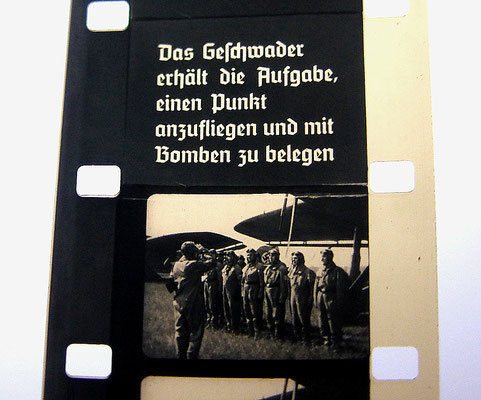 Das Geſchwader
erhält die Aufgabe,
einen Punkt
anzufliegen und mit
Bomben zu belegen